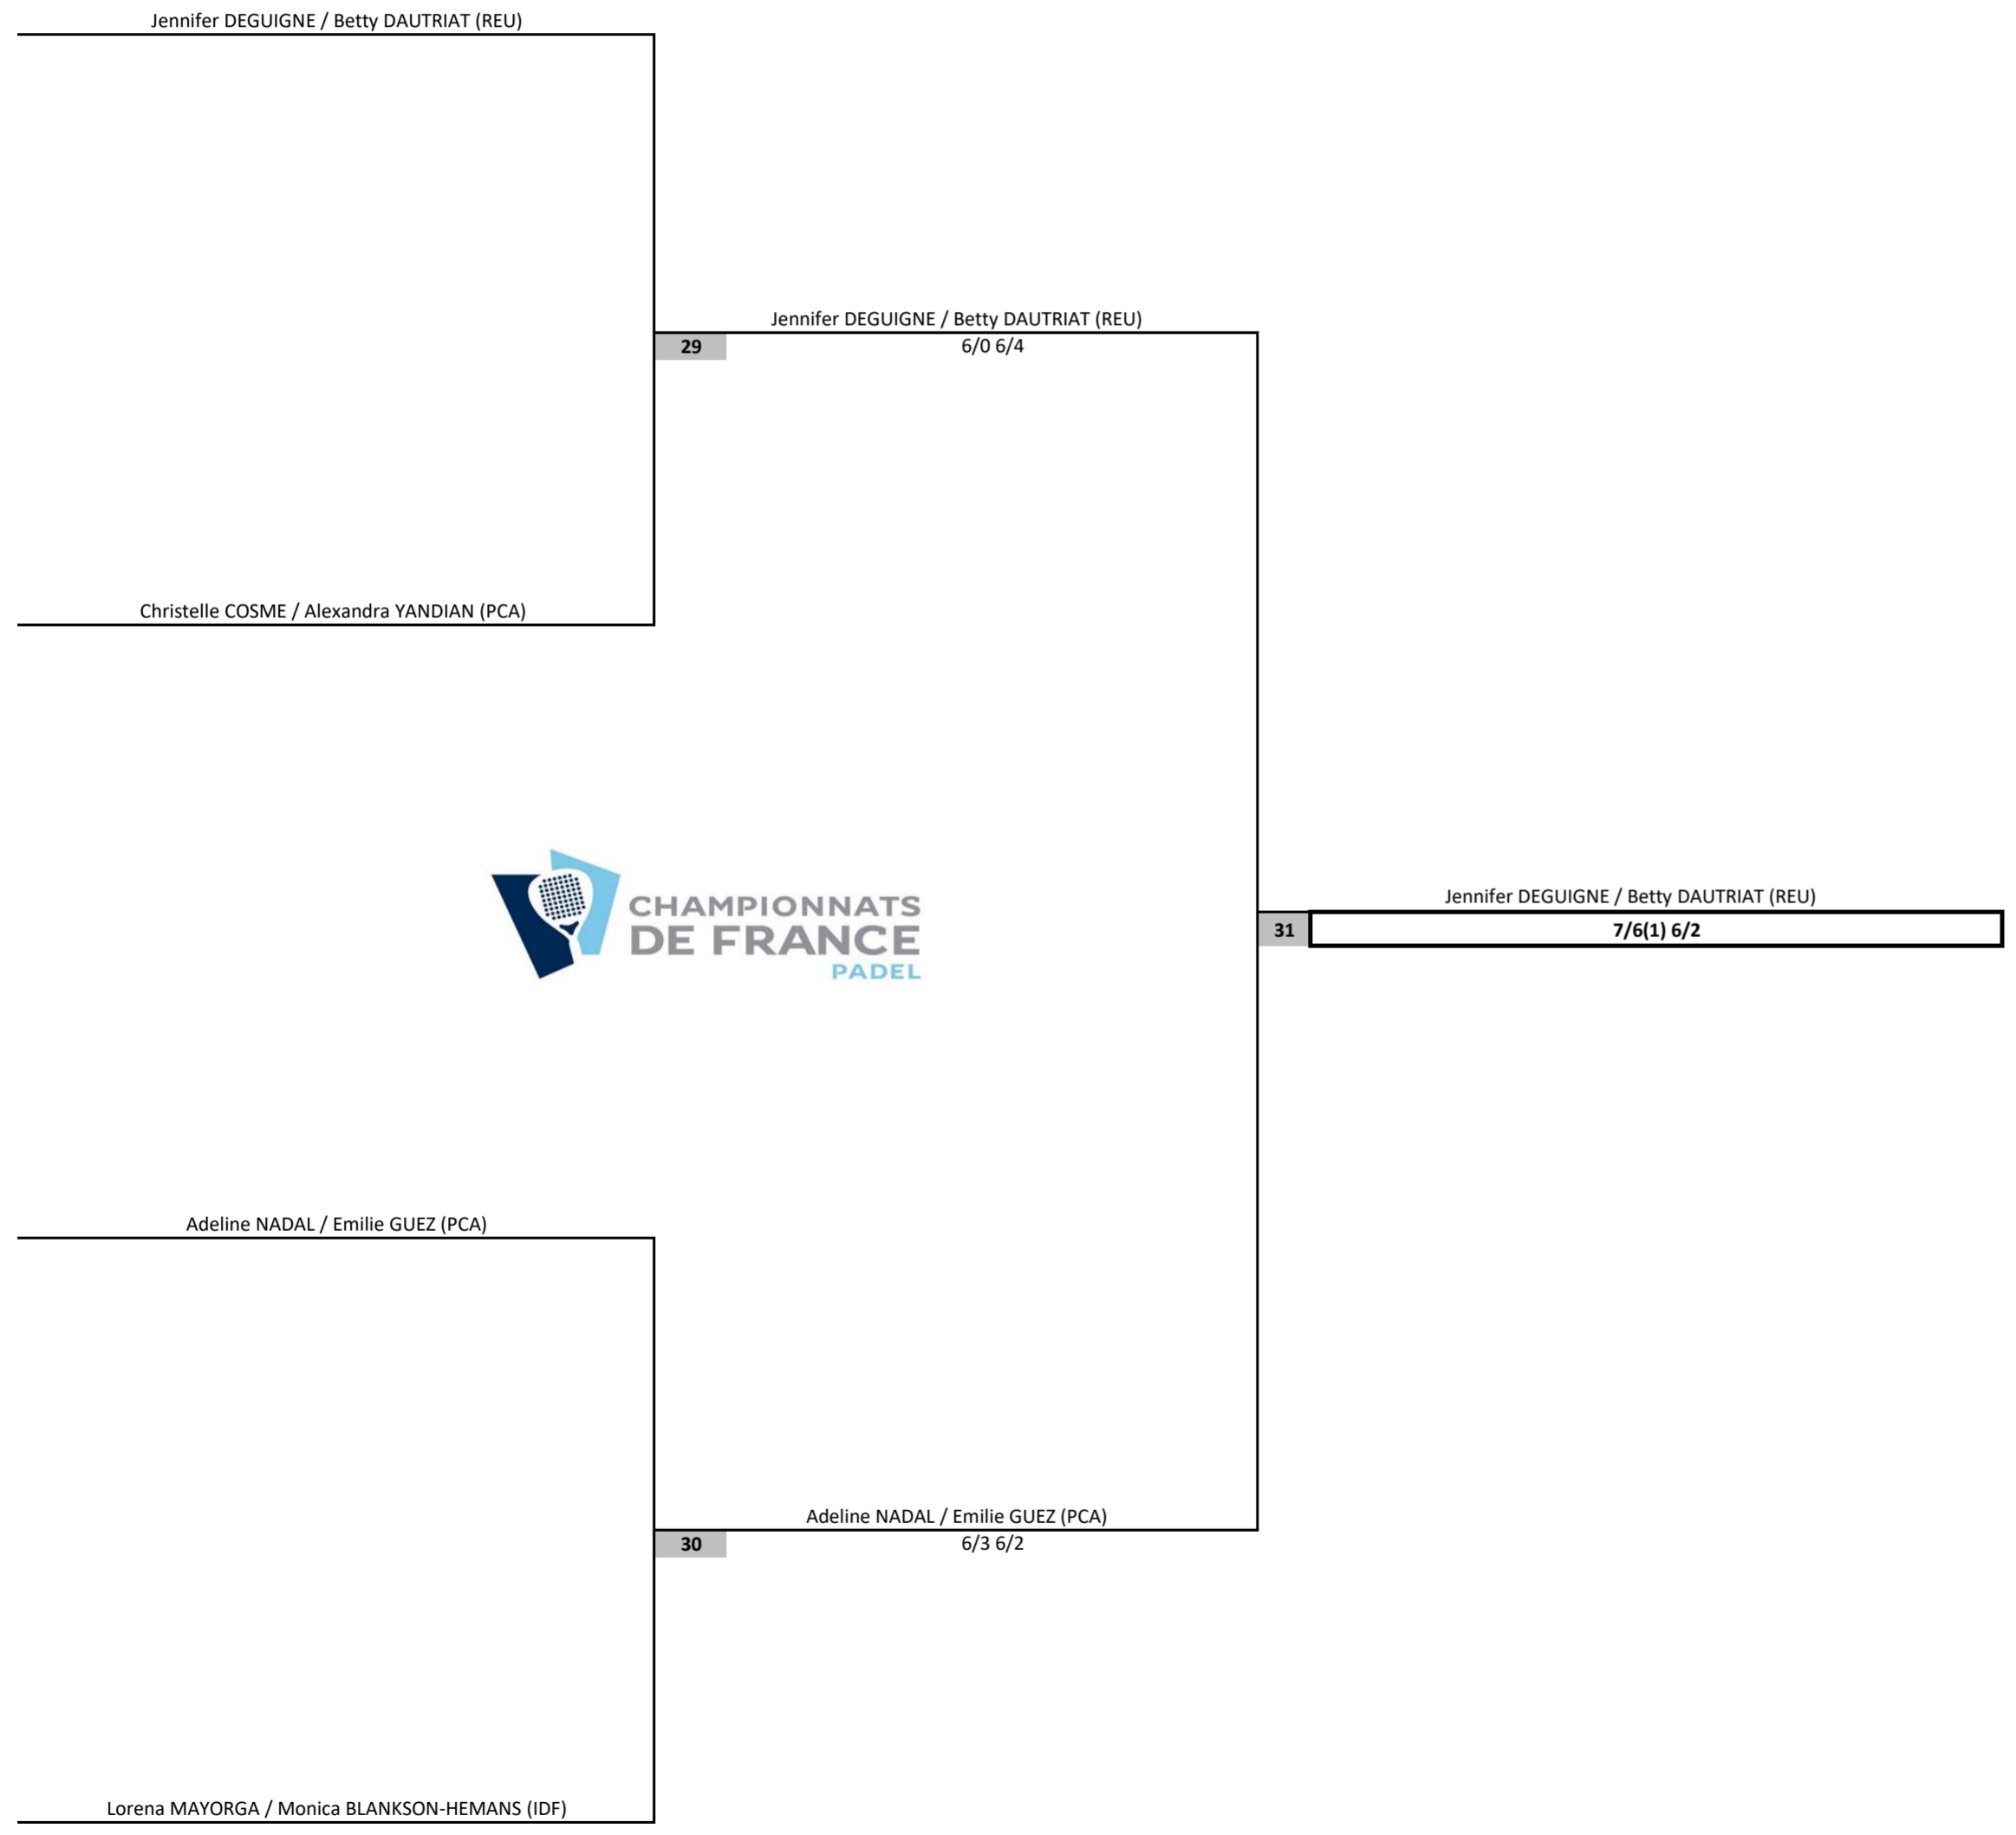 Jennifer DEGUIGNE / Betty DAUTRIAT (REU)
Jennifer DEGUIGNE / Betty DAUTRIAT (REU)
29
6/0 6/4
Christelle COSME / Alexandra YANDIAN (PCA)
CHAMPIONNATS
DE FRANCE
PADEL
Jennifer DEGUIGNE / Betty DAUTRIAT (REU)
31
7/6(1) 6/2
Adeline NADAL / Emilie GUEZ (PCA)
Adeline NADAL / Emilie GUEZ (PCA)
30
6/3 6/2
Lorena MAYORGA / Monica BLANKSON-HEMANS (IDF)